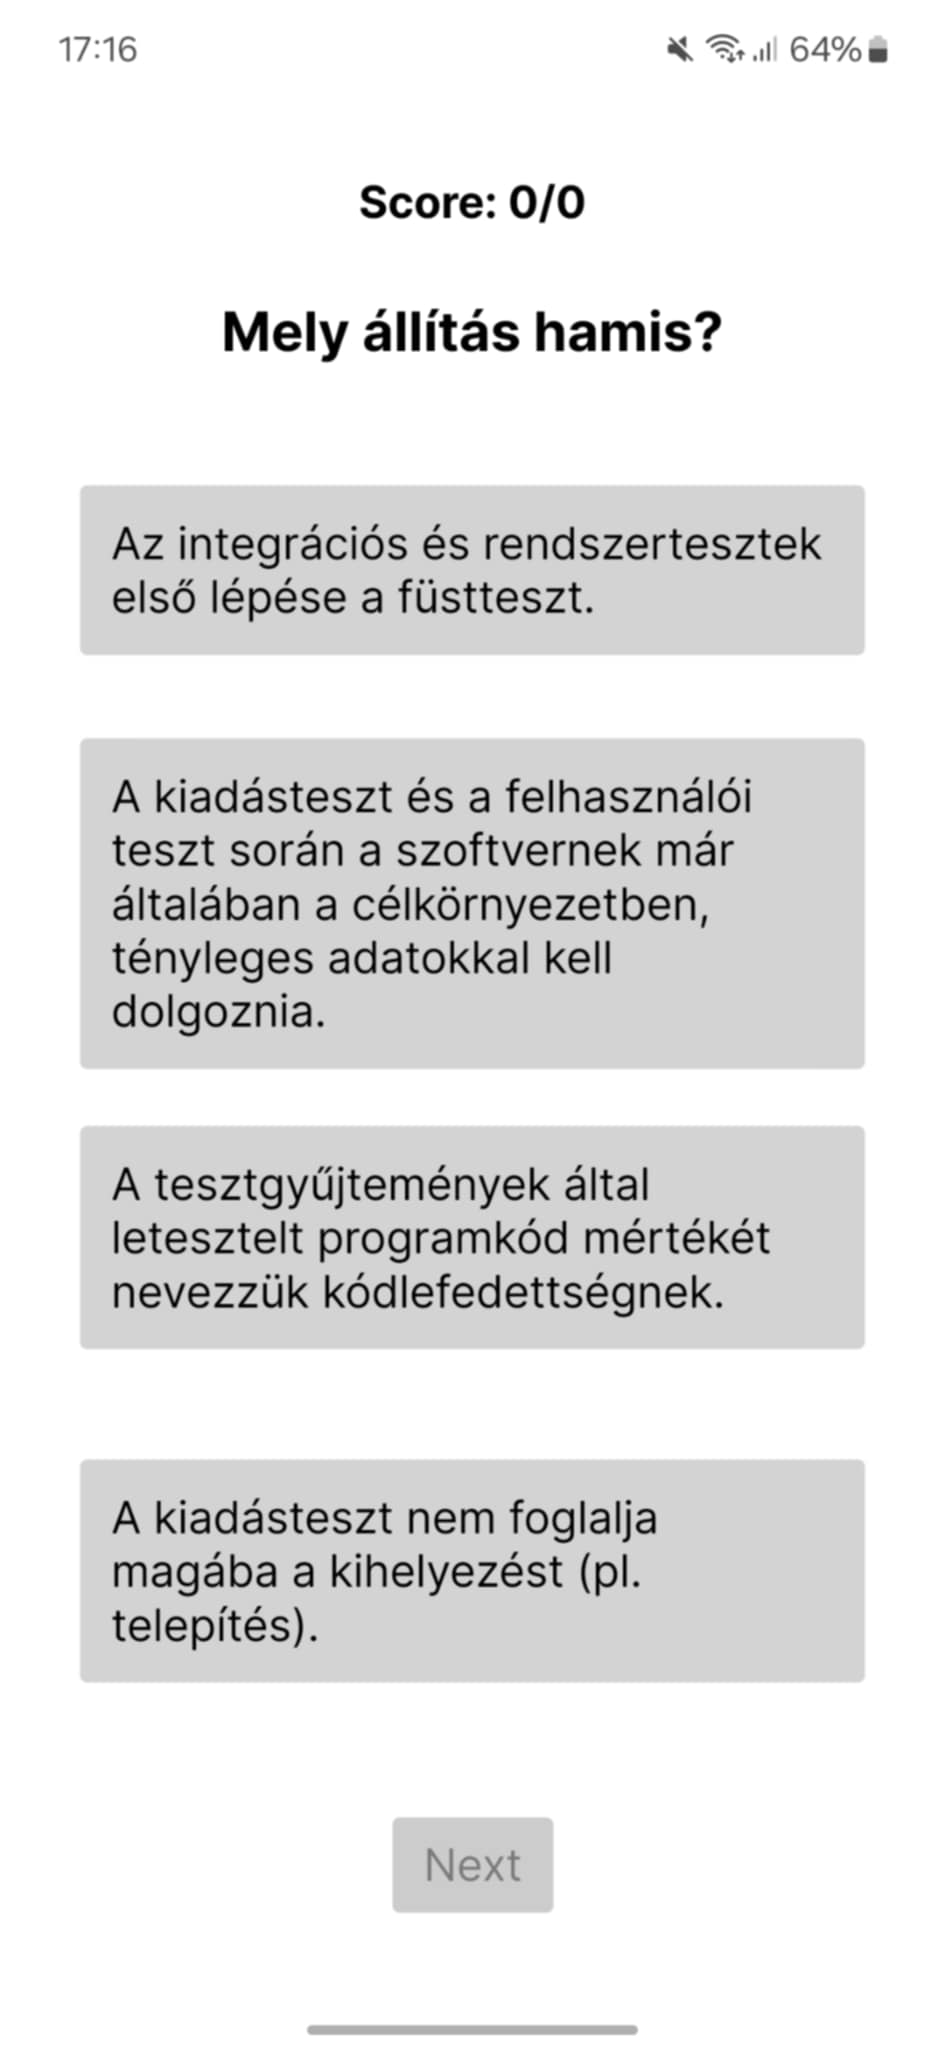 17:16
64%
Score: 0/0
Mely állítás hamis?
Az integrációs és rendszertesztek
első lépése a füstteszt.
A kiadásteszt és a felhasználói
teszt során a szoftvernek már
általában a célkörnyezetben,
tényleges adatokkal kell
dolgoznia.
A tesztgyűjtemények által
letesztelt programkód mértékét
nevezzük kódlefedettségnek.
A kiadásteszt nem foglalja
magába a kihelyezést (pl.
telepítés).
Next